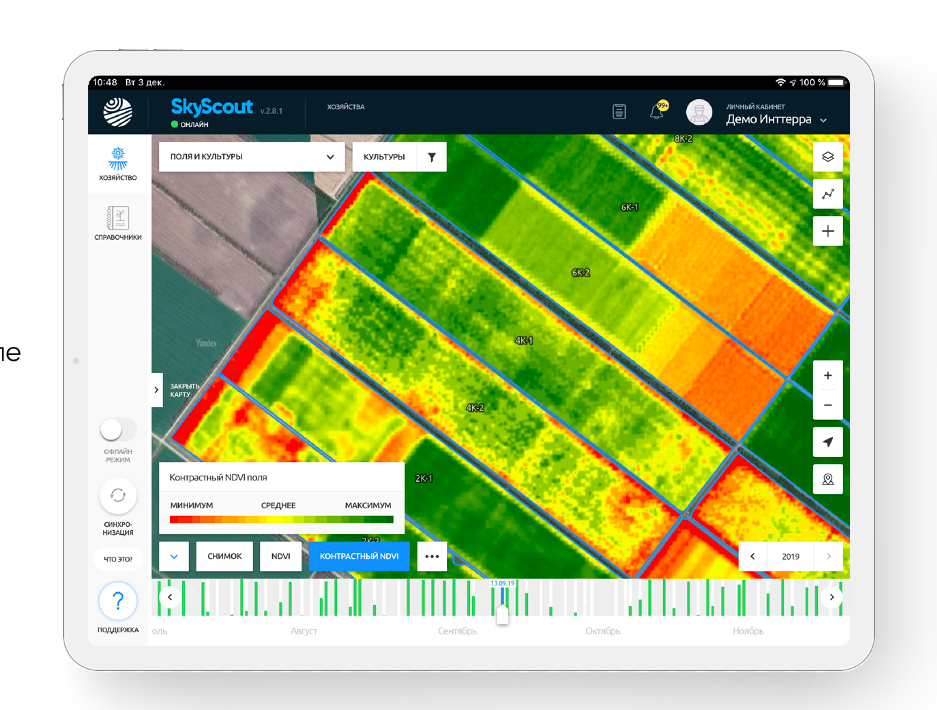 10:48 Вт 3 дек.
100 %
SkyScout v.2.8.1
ОНЛАЙН
ХОЗЯЙСТВА
99+
ЛИЧНЫЙ КАБИНЕТ
Демо Инттерра
ХОЗЯЙСТВО
СПРАВОЧНИКИ
ПОЛЯ И КУЛЬТУРЫ
КУЛЬТУРЫ
8К-2
6К-1
6К-2
4К-1
4К-2
2К-1
2К-2
Yandex
ЗАКРЫТЬ
КАРТУ
ОФЛАЙН
РЕЖИМ
СИНХРО-
НИЗАЦИЯ
ЧТО ЭТО?
?
ПОДДЕРЖКА
Контрастный NDVI поля
МИНИМУМ СРЕДНЕЕ МАКСИМУМ
СНИМОК
NDVI
КОНТРАСТНЫЙ NDVI
2019
13.09.19
оль
Август
Сентябрь
Октябрь
Ноябрь
ле